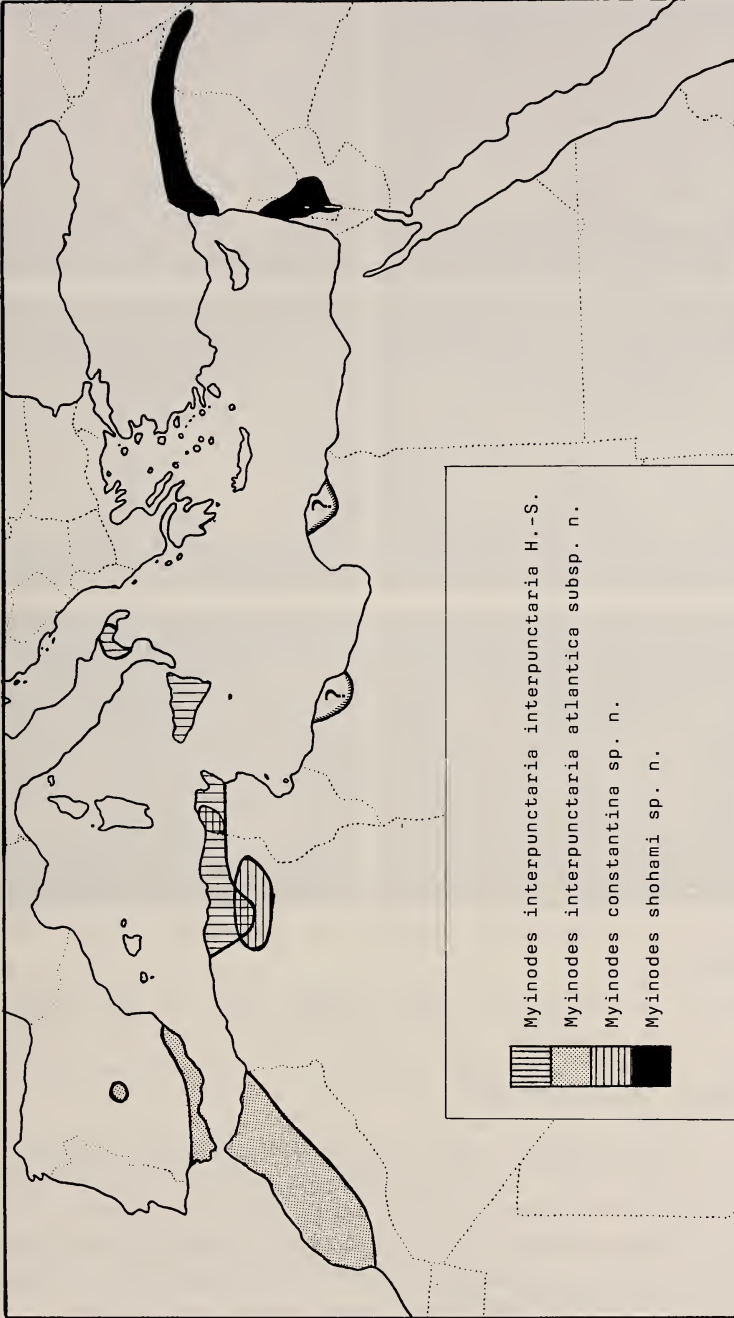 ?
?
Myinodes interpunctaria interpunctaria H.-S.
Myinodes interpunctaria atlantica subsp. n.
Myinodes constantina sp. n.
Myinodes shohami sp. n.